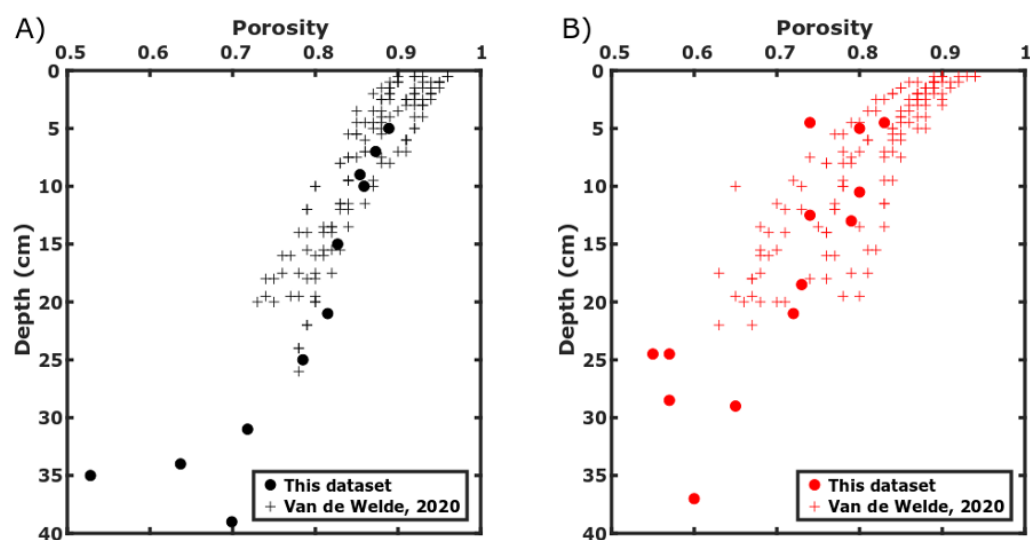 A)
Porosity
0.5 0.6 0.7 0.8 0.9 1
0
5
10
15
20
25
30
35
40
Depth (cm)
This dataset
Van de Welde, 2020
B)
Porosity
0.5 0.6 0.7 0.8 0.9 1
0
5
10
15
20
25
30
35
40
Depth (cm)
This dataset
Van de Welde, 2020